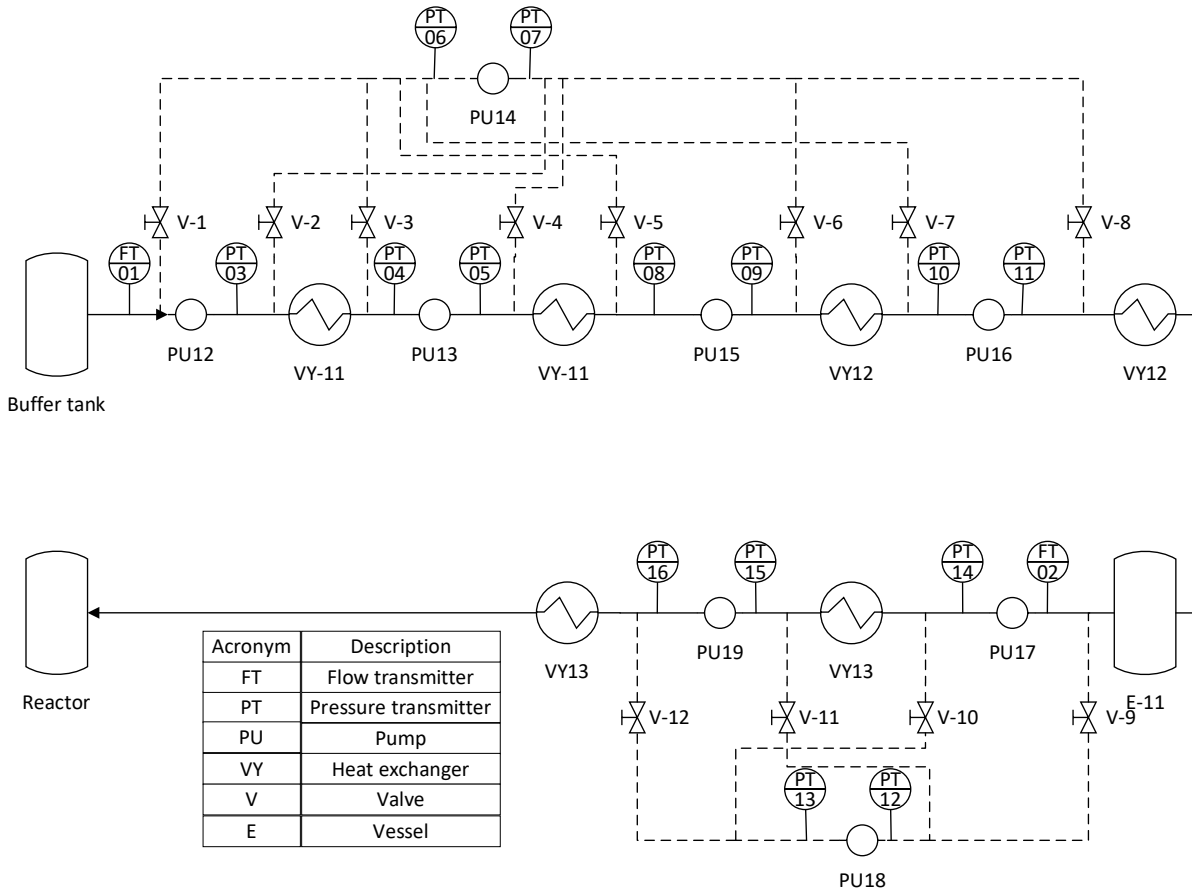 PT
06
PT
07
PU14
V-1
V-2
V-3
V-4
V-5
V-6
V-7
V-8
FT
01
PT
03
PT
04
PT
05
PT
08
PT
09
PT
10
PT
11
PU12
VY-11
PU13
VY-11
PU15
VY12
PU16
VY12
Buffer tank
PT
16
PT
15
PT
14
FT
02
Reactor
VY13
PU19
VY13
PU17
E-11
V-12
V-11
V-10
V-9
PT
13
PT
12
PU18
Acronym Description
FT Flow transmitter
PT Pressure transmitter
PU Pump
VY Heat exchanger
V Valve
E Vessel